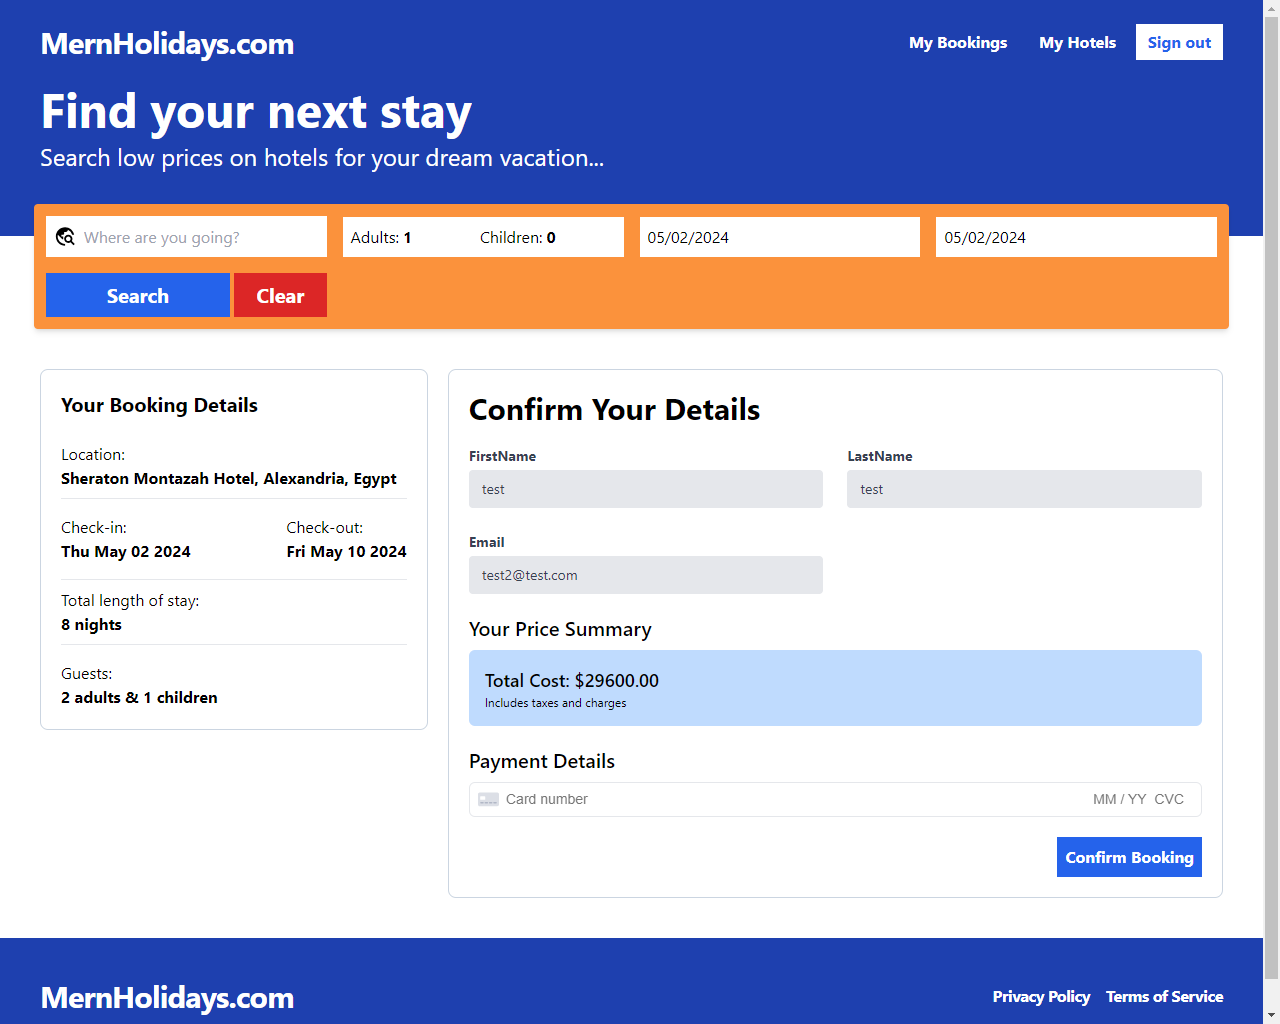 MernHolidays.com
My Bookings
My Hotels
Sign out
Find your next stay
Search low prices on hotels for your dream vacation...
Where are you going?
Adults: 1
Children: 0
05/02/2024
05/02/2024
Search
Clear
Your Booking Details
Location:
Sheraton Montazah Hotel, Alexandria, Egypt
Check-in:
Thu May 02 2024
Check-out:
Fri May 10 2024
Total length of stay:
8 nights
Guests:
2 adults & 1 children
Confirm Your Details
FirstName
test
LastName
test
Email
test2@test.com
Your Price Summary
Total Cost: $29600.00
Includes taxes and charges
Payment Details
Card number
MM / YY CVC
Confirm Booking
MernHolidays.com
Privacy Policy
Terms of Service